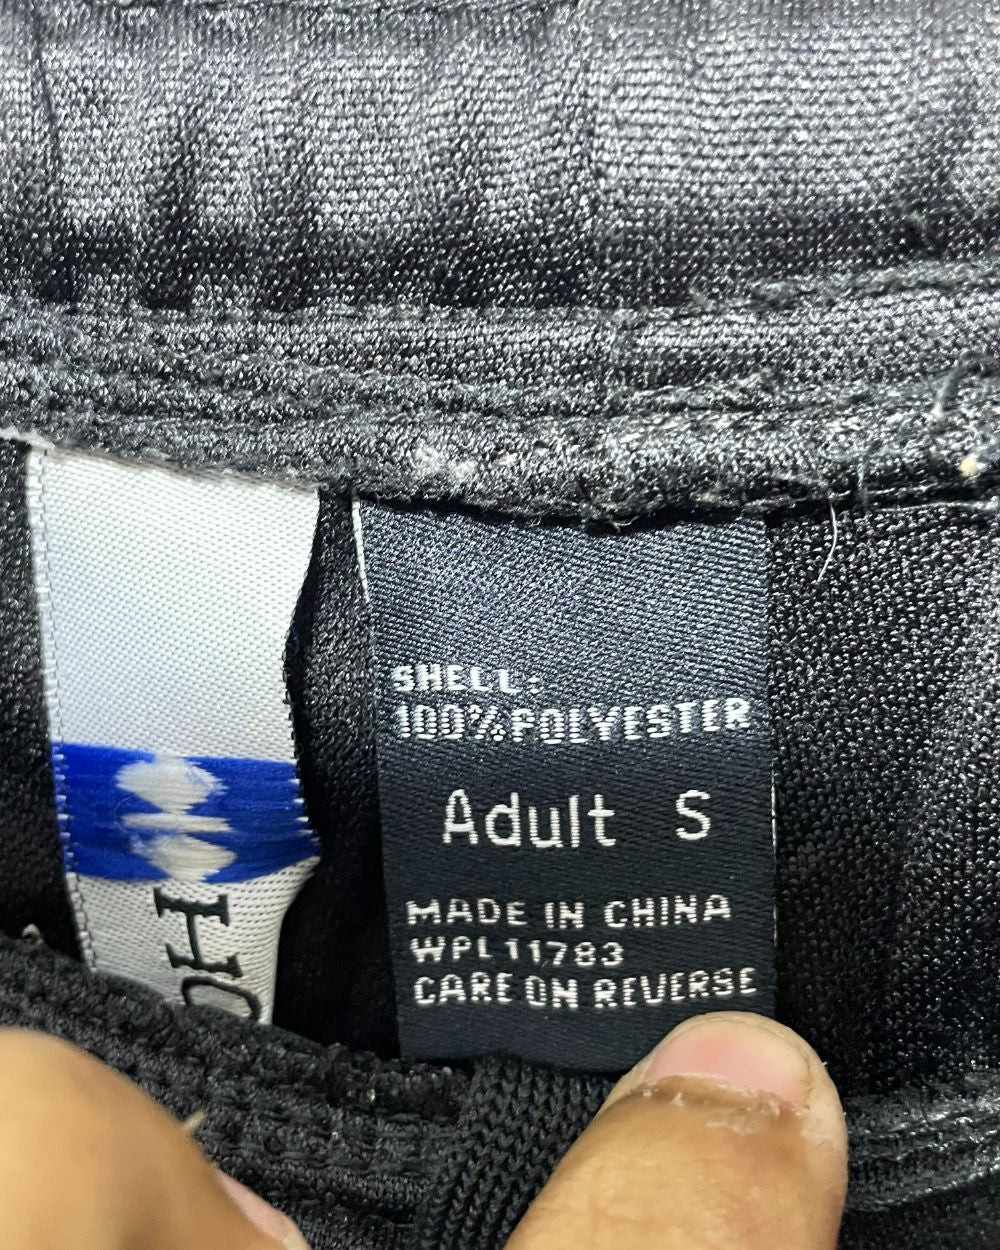 SHELL:
100% POLYESTER
Adult S
MADE IN CHINA
WPL 11783
CARE ON REVERSE